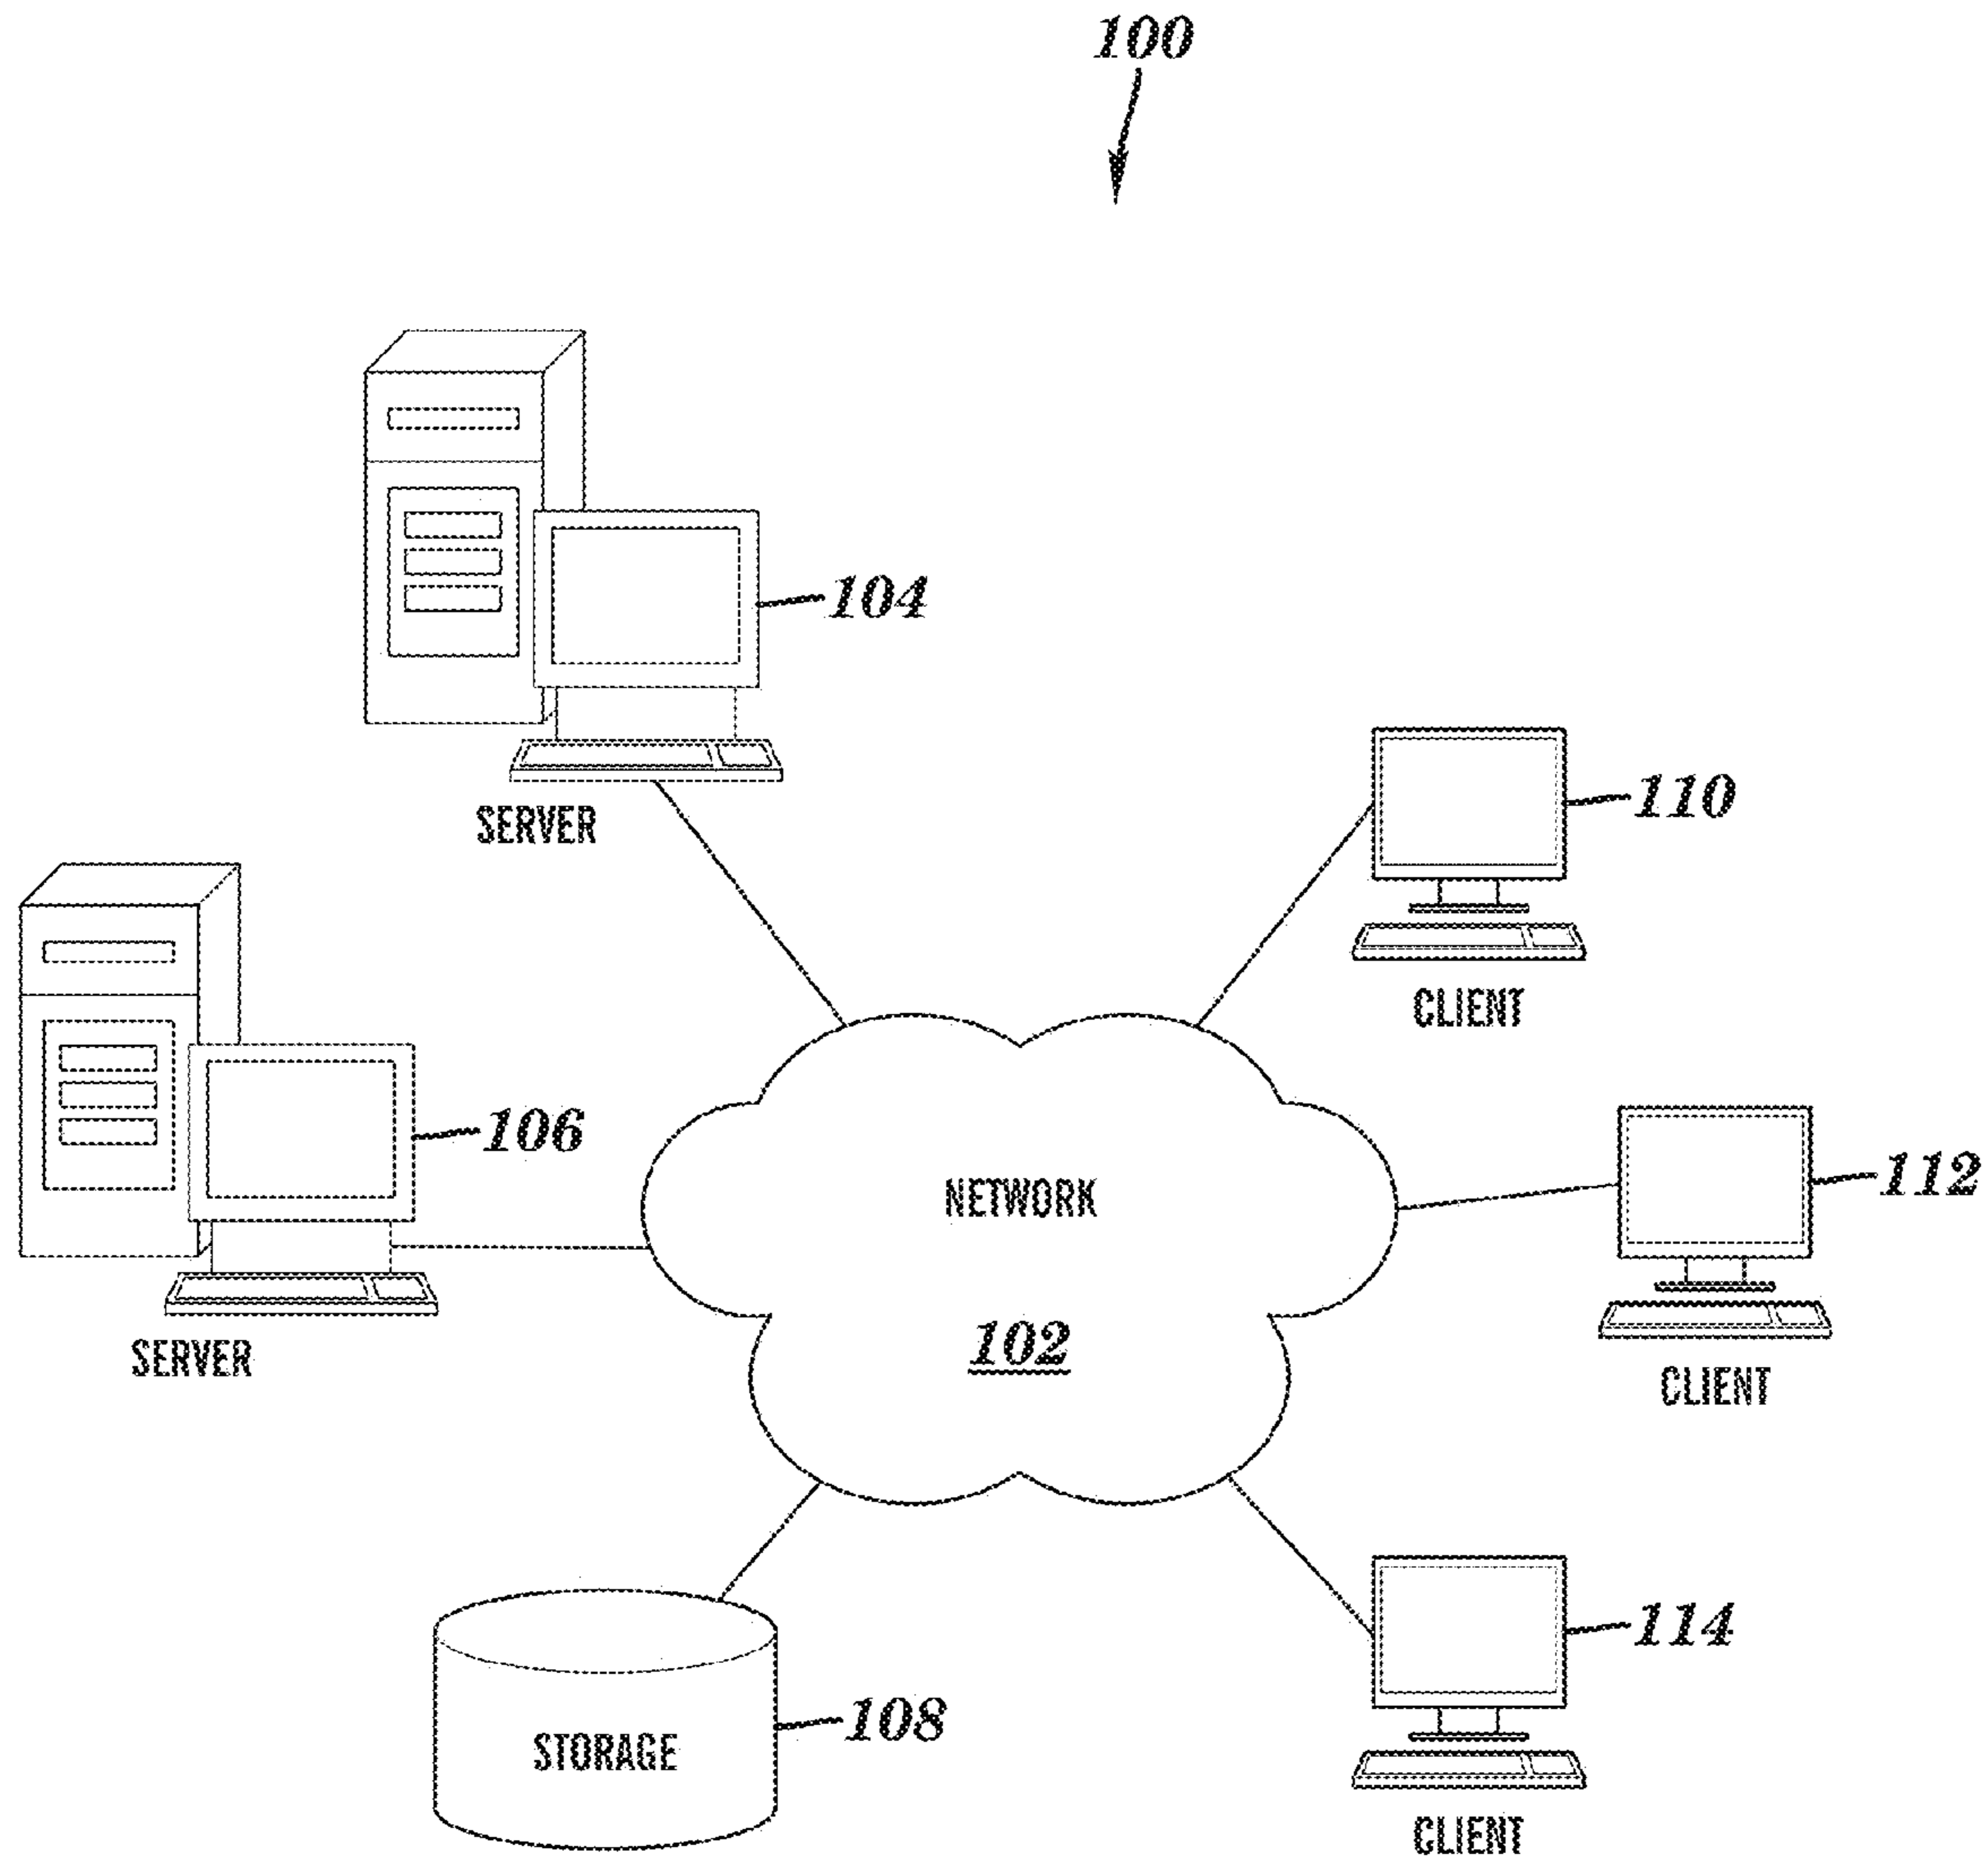 100
104
SERVER
110
CLIENT
106
SERVER
NETWORK
102
112
CLIENT
108
STORAGE
114
CLIENT